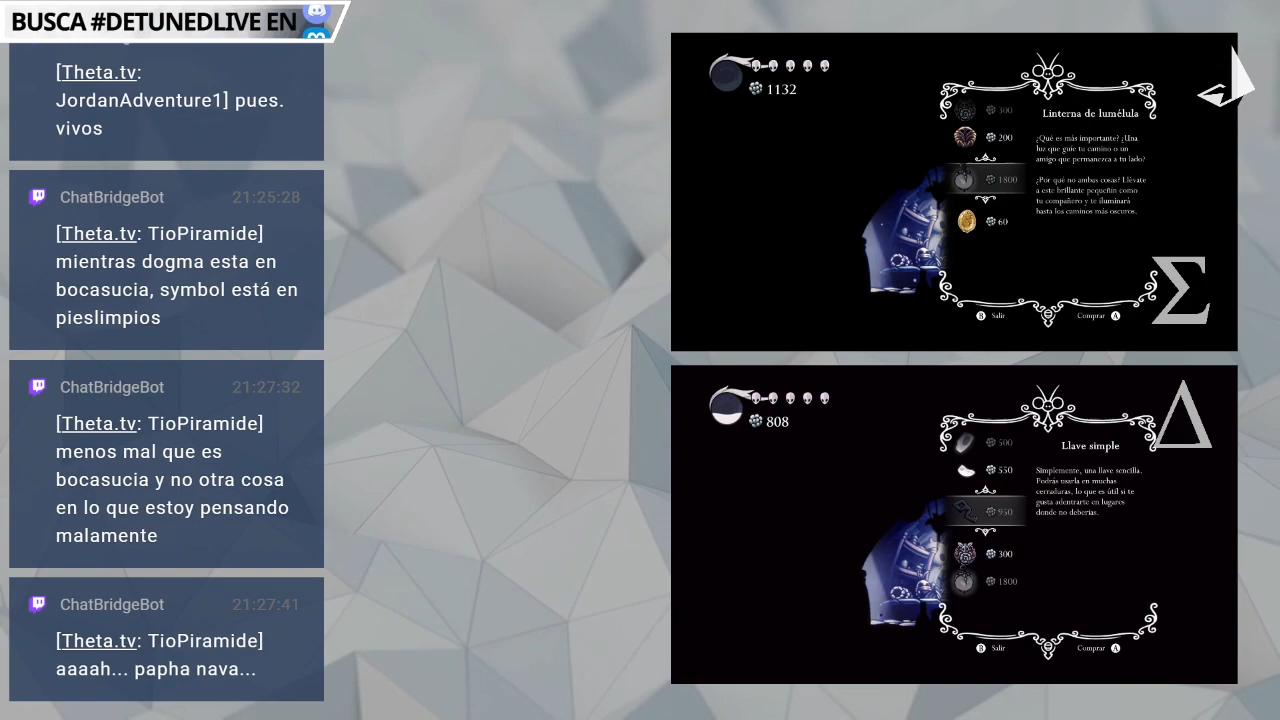 BUSCA #DETUNEDLIVE EN
[Theta.tv:
JordanAdventure1] pues.
vivos
ChatBridgeBot 21:25:28
[Theta.tv: TioPiramide]
mientras dogma esta en
bocasucia, symbol está en
pieslimpios
ChatBridgeBot 21:27:32
[Theta.tv: TioPiramide]
menos mal que es
bocasucia y no otra cosa
en lo que estoy pensando
malamente
ChatBridgeBot 21:27:41
[Theta.tv: TioPiramide]
aaaah... papha nava...
1132
300
200
1800
60
Linterna de lumélula
¿Qué es más importante? ¿Una
luz que guíe tu camino o un
amigo que permanezca a tu lado?
¿Por qué no ambas cosas? Llévate
a este brillante pequeñín como
tu compañero y te iluminará
hasta los caminos más oscuros.
B Salir
Comprar A
Σ
808
500
550
950
300
1800
Llave simple
Simplemente, una llave sencilla.
Podrás usarla en muchas
cerraduras, lo que es útil si te
gusta adentrarte en lugares
donde no deberías.
B Salir
Comprar A
Δ